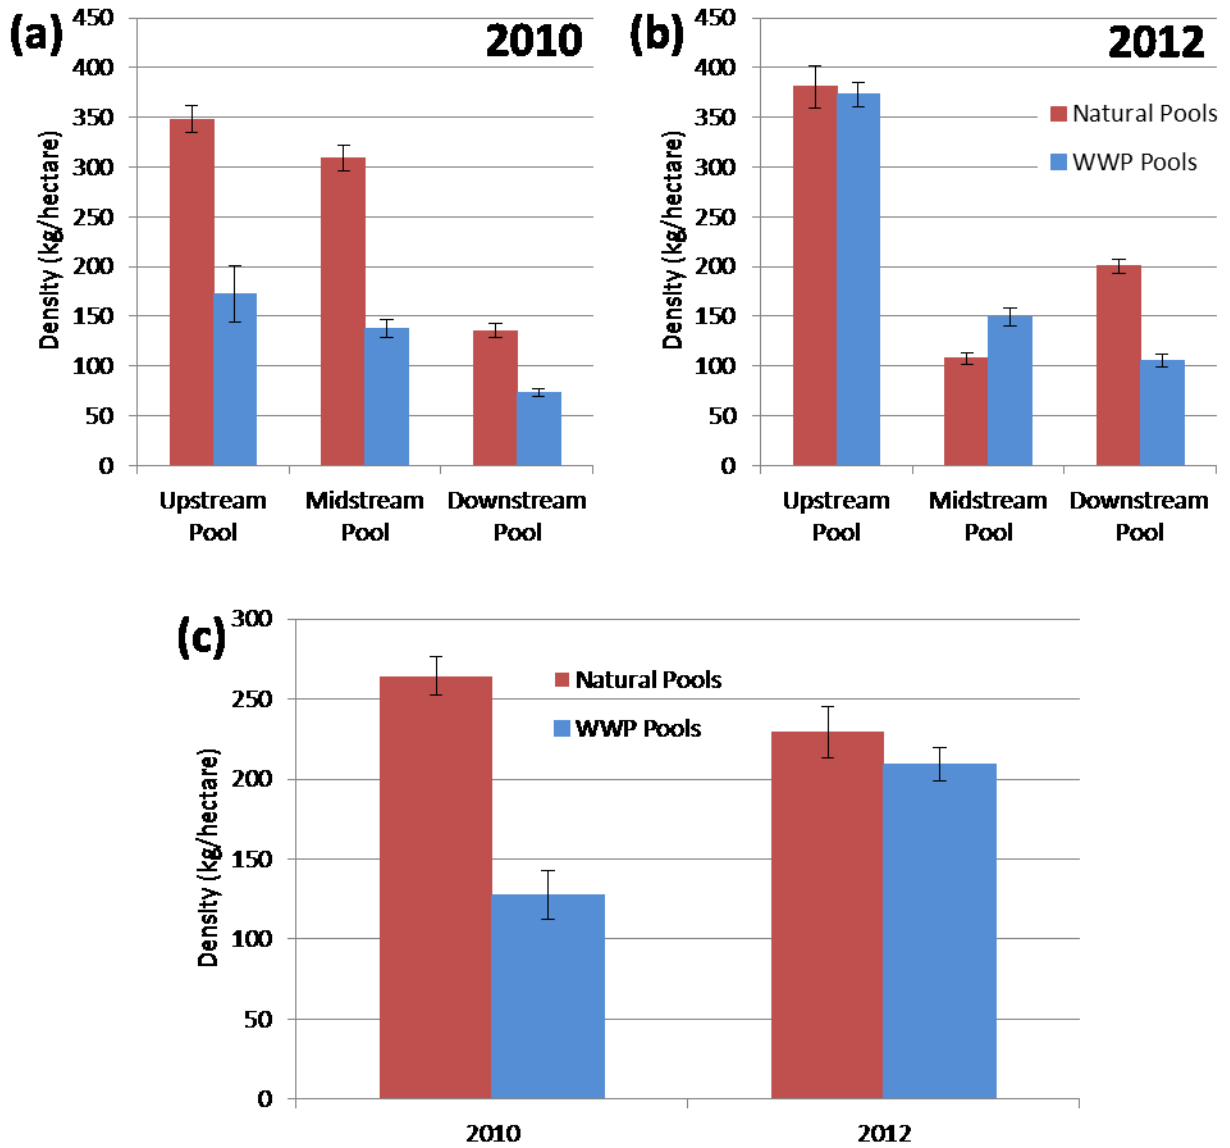 (a)
2010
450
400
350
300
250
200
150
100
50
0
Density (kg/hectare)
Upstream Pool
Midstream Pool
Downstream Pool
(b)
2012
450
400
350
300
250
200
150
100
50
0
Density (kg/hectare)
Natural Pools
WWP Pools
Upstream Pool
Midstream Pool
Downstream Pool
(c)
300
250
200
150
100
50
0
Density (kg/hectare)
Natural Pools
WWP Pools
2010
2012